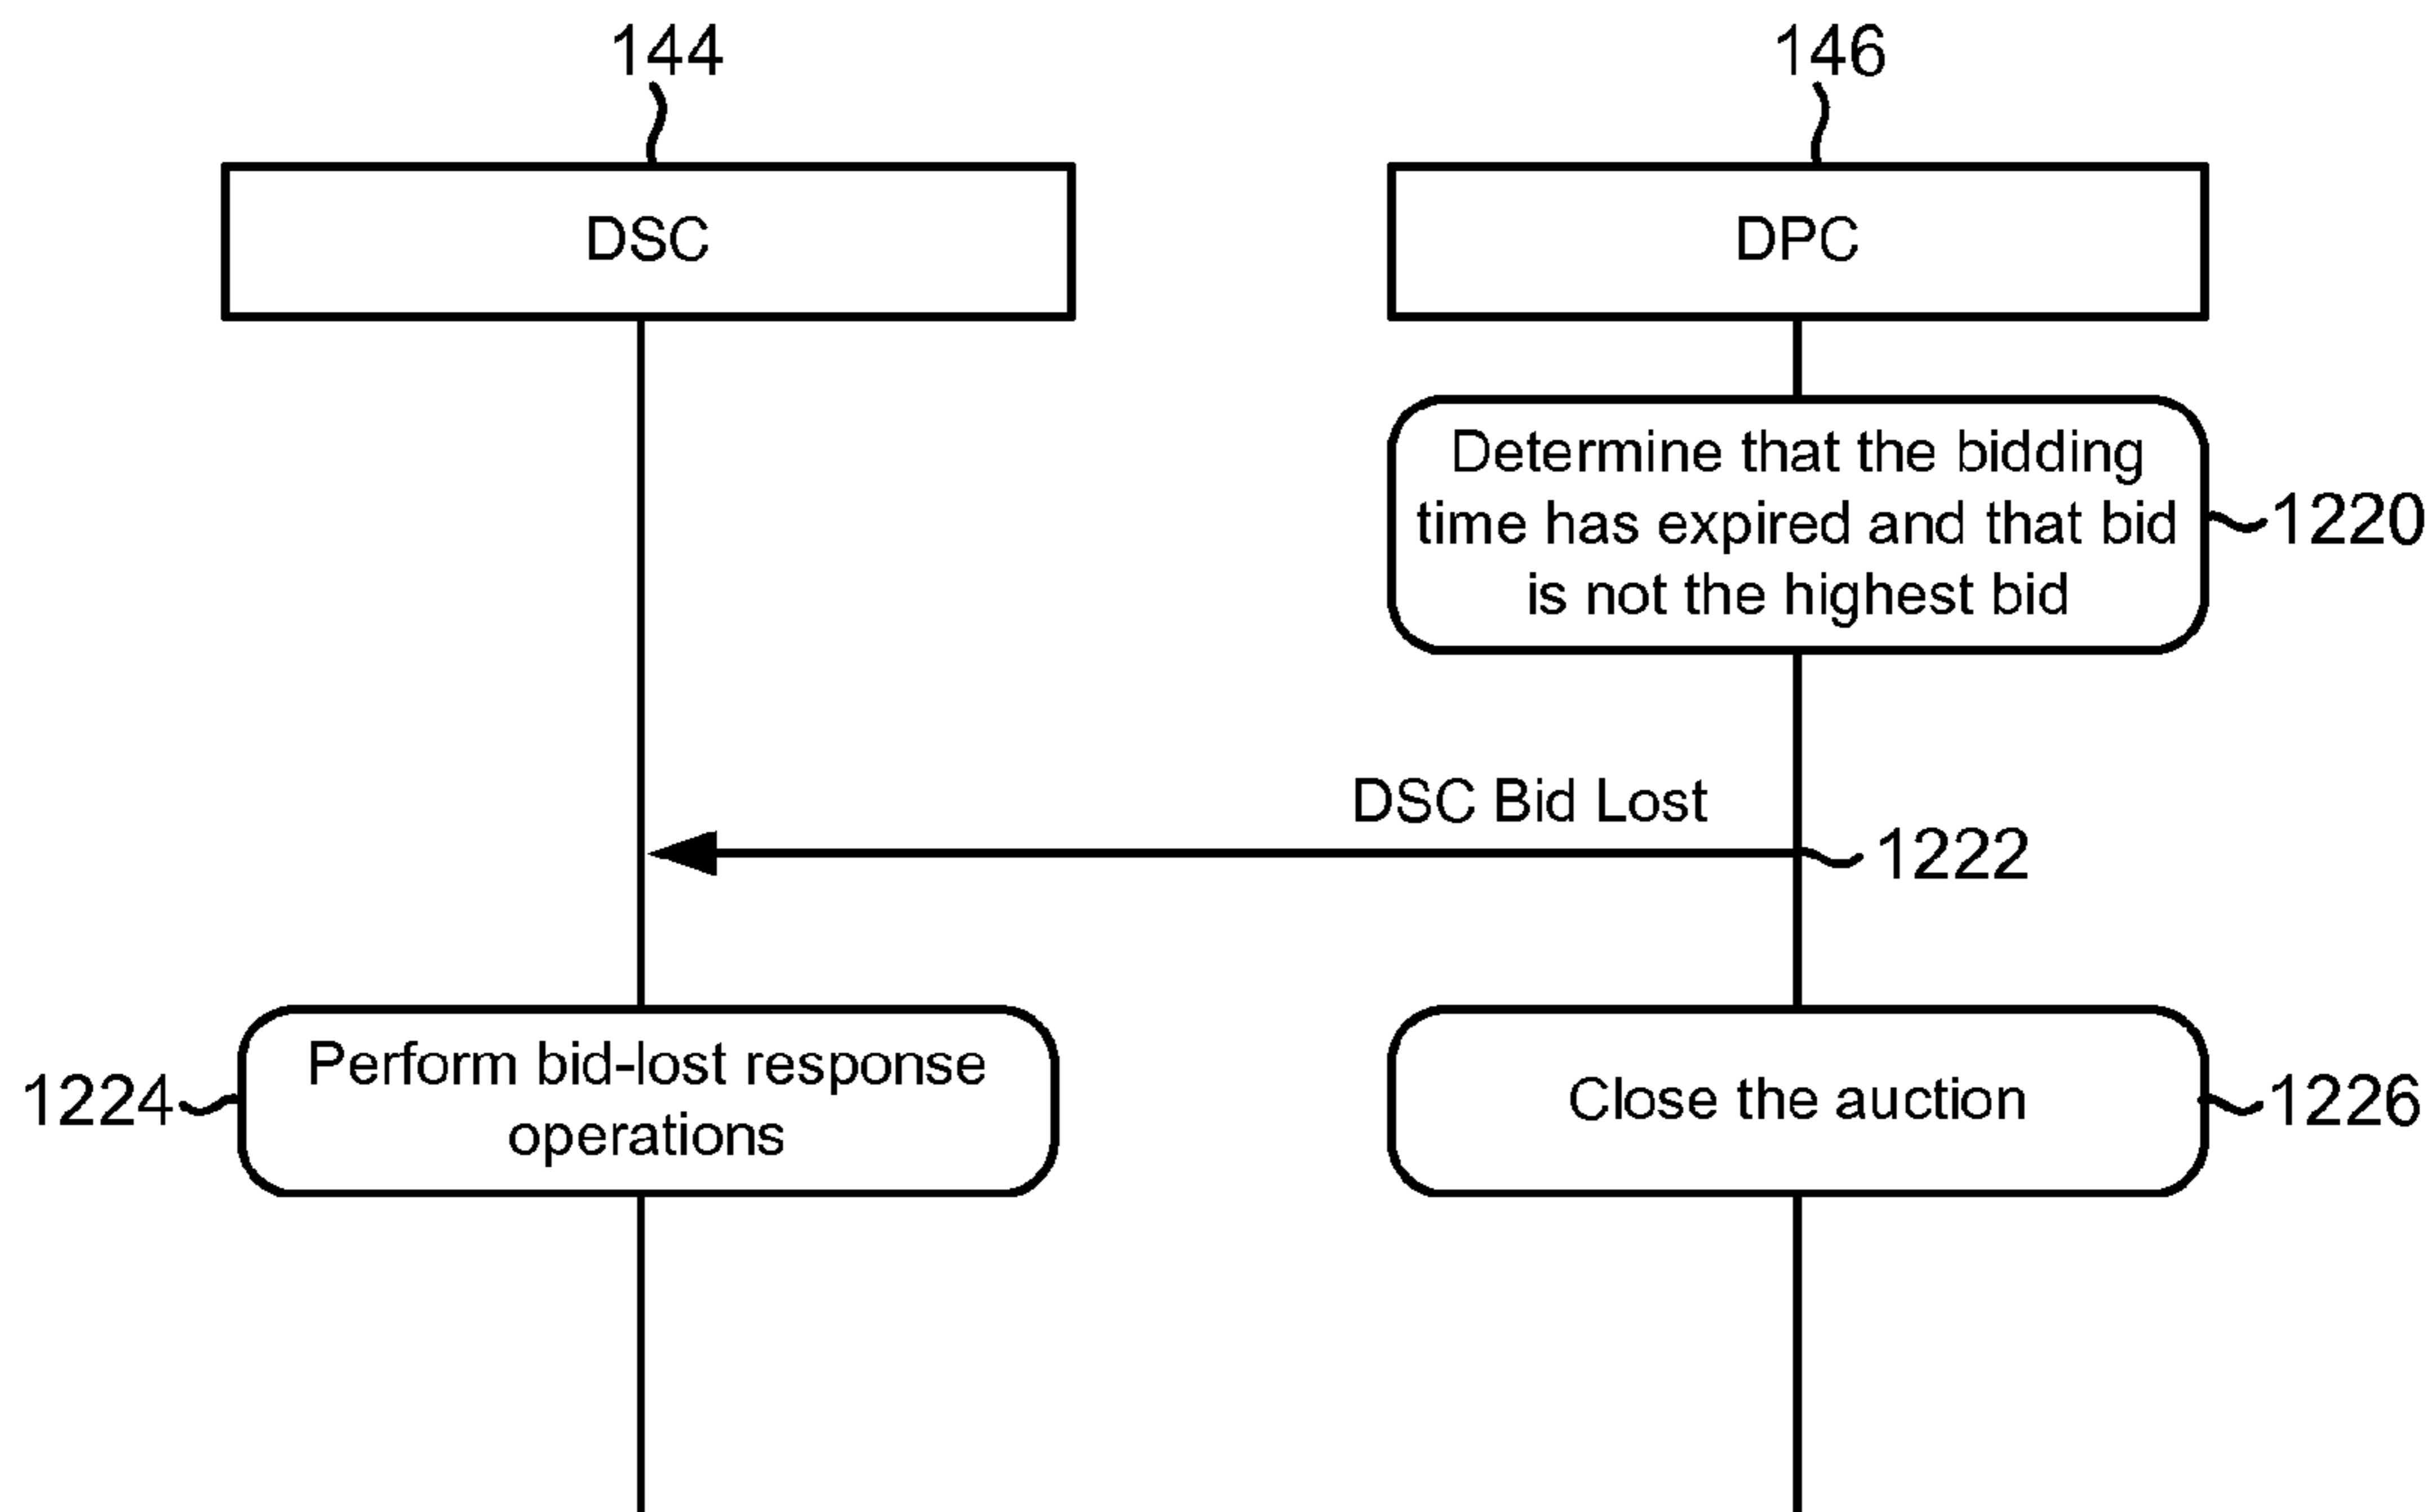 144
146
DSC
DPC
Determine that the bidding
time has expired and that bid
is not the highest bid
1220
DSC Bid Lost
1222
1224
Perform bid-lost response
operations
Close the auction
1226